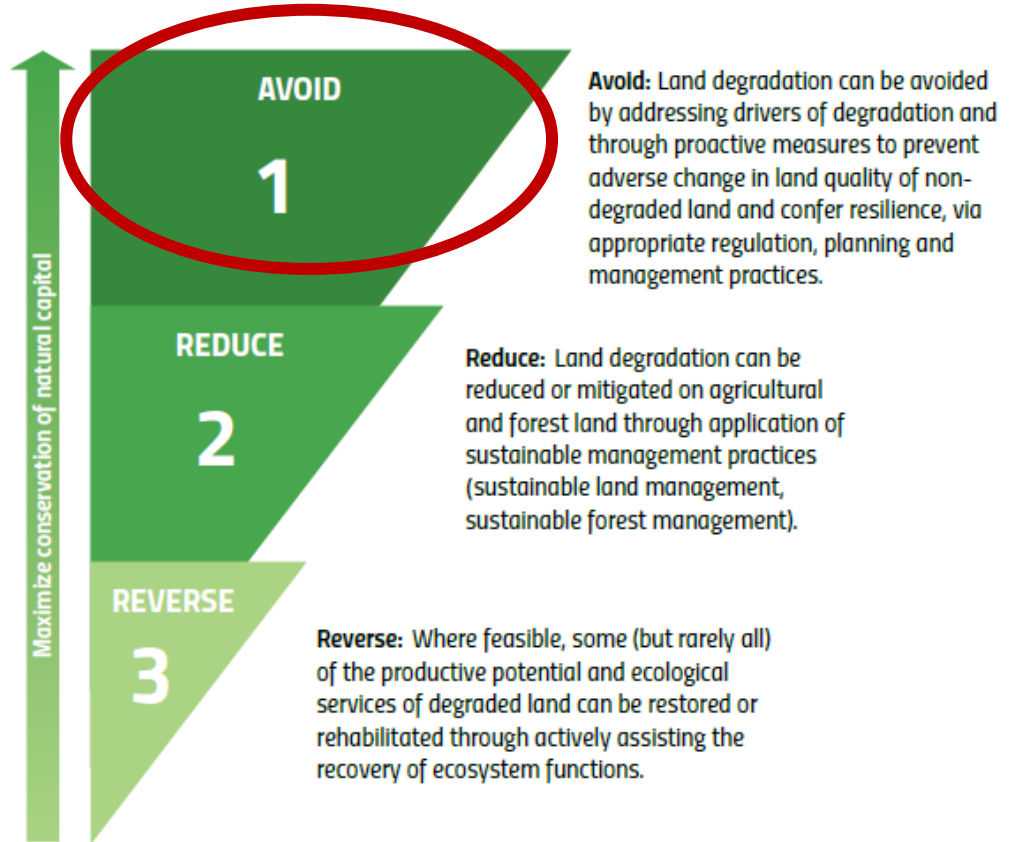 Maximize conservation of natural capital
AVOID
1
Avoid: Land degradation can be avoided
by addressing drivers of degradation and
through proactive measures to prevent
adverse change in land quality of non-
degraded land and confer resilience, via
appropriate regulation, planning and
management practices.
REDUCE
2
Reduce: Land degradation can be
reduced or mitigated on agricultural
and forest land through application of
sustainable management practices
(sustainable land management,
sustainable forest management).
REVERSE
3
Reverse: Where feasible, some (but rarely all)
of the productive potential and ecological
services of degraded land can be restored or
rehabilitated through actively assisting the
recovery of ecosystem functions.